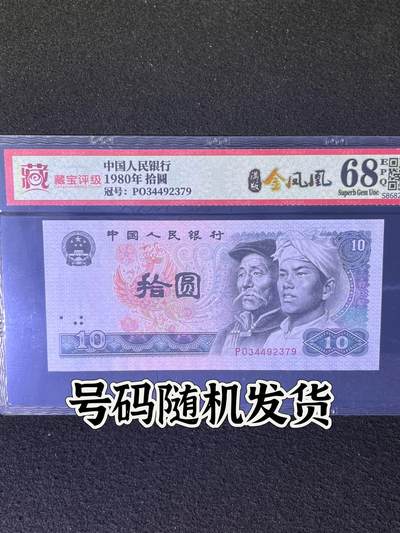 藏
藏宝评级
中国人民银行
1980年 拾圆
冠号: PO34492379
金凤凰
68
EPQ
Superb Gem Unc
中国人民银行
10
拾圆
10
PO34492379
10
号码随机发货